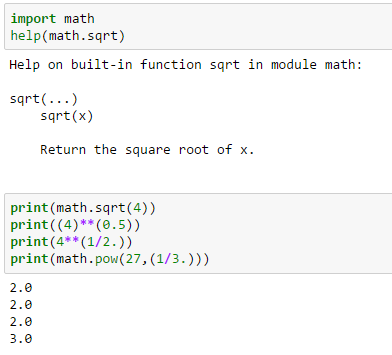 import math
help(math.sqrt)
Help on built-in function sqrt in module math:
sqrt(...)
    sqrt(x)
    Return the square root of x.
print(math.sqrt(4))
print((4)**(0.5))
print(4**(1/2.))
print(math.pow(27,(1/3.)))
2.0
2.0
2.0
3.0